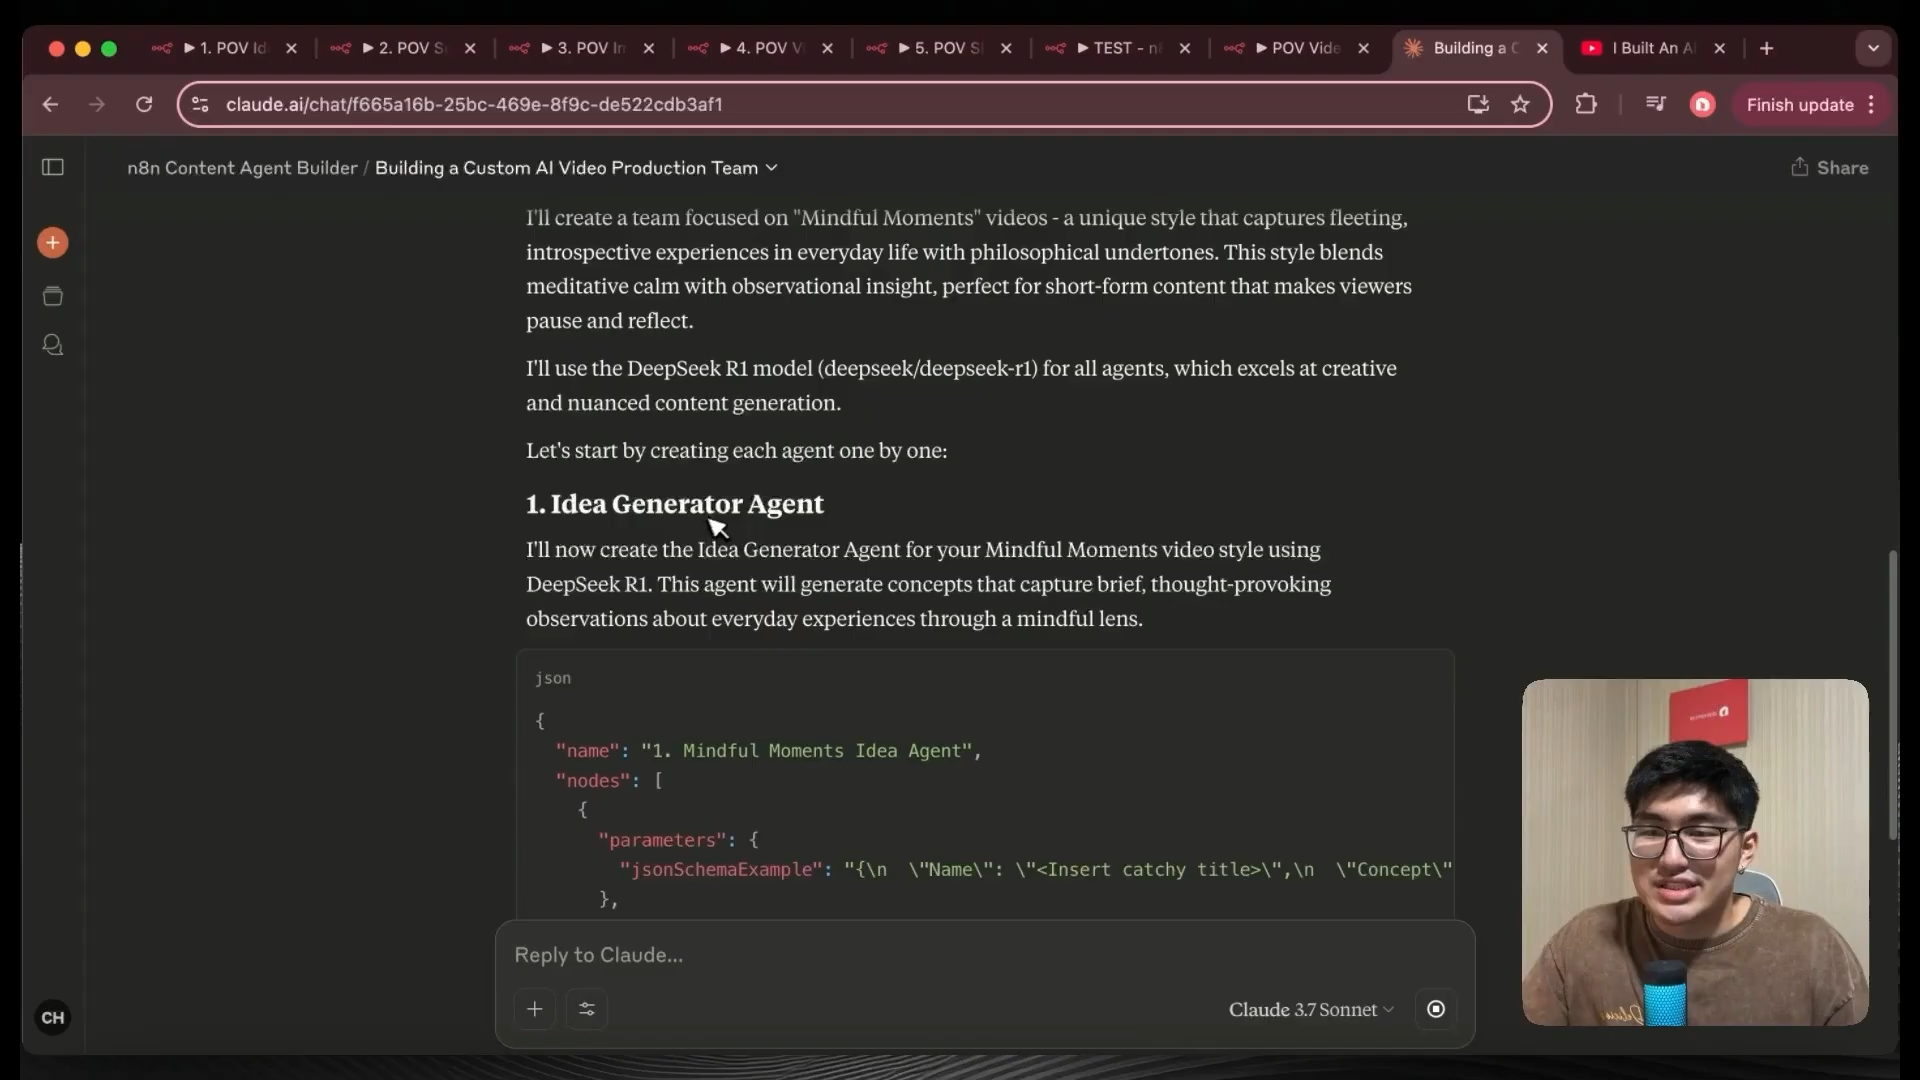 1. POV Id
2. POV S
3. POV In
4. POV V
5. POV S
TEST - n
POV Vide
Building a C
I Built An A
claude.ai/chat/f665a16b-25bc-469e-8f9c-de522cdb3af1
Finish update
n8n Content Agent Builder / Building a Custom AI Video Production Team
Share
I'll create a team focused on "Mindful Moments" videos - a unique style that captures fleeting,
introspective experiences in everyday life with philosophical undertones. This style blends
meditative calm with observational insight, perfect for short-form content that makes viewers
pause and reflect.
I'll use the DeepSeek R1 model (deepseek/deepseek-r1) for all agents, which excels at creative
and nuanced content generation.
Let's start by creating each agent one by one:
1. Idea Generator Agent
I'll now create the Idea Generator Agent for your Mindful Moments video style using
DeepSeek R1. This agent will generate concepts that capture brief, thought-provoking
observations about everyday experiences through a mindful lens.
json
{
"name": "1. Mindful Moments Idea Agent",
"nodes": [
{
"parameters": {
"jsonSchemaExample": "{\n  \"Name\": \"<Insert catchy title>\",\n  \"Concept\"
},
Reply to Claude...
Claude 3.7 Sonnet
CH